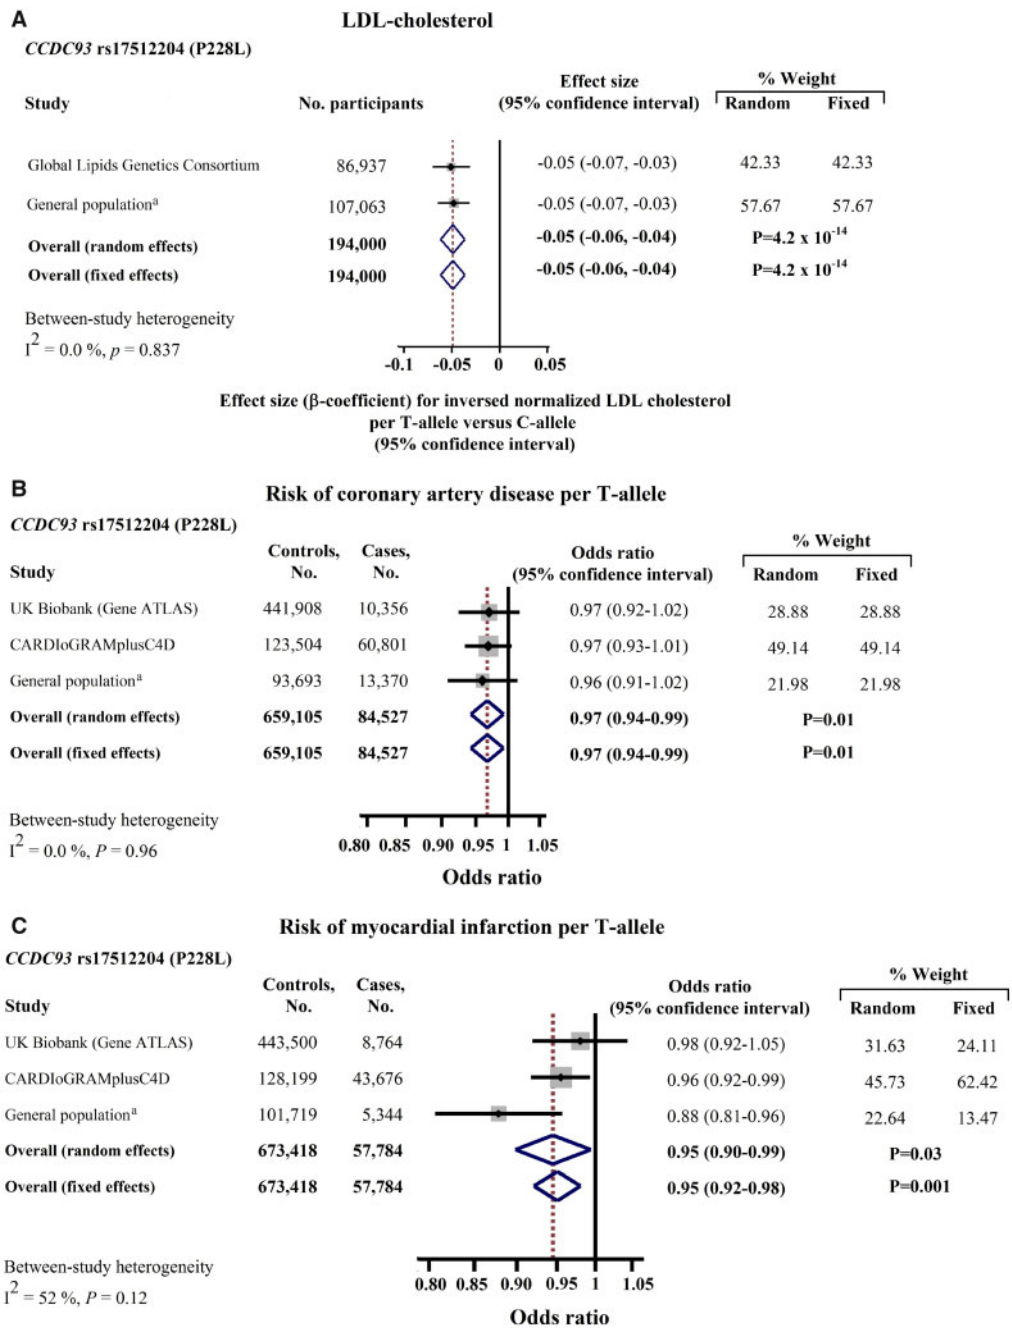 A
LDL-cholesterol
CCDC93 rs17512204 (P228L)
Effect size % Weight
Study No. participants (95% confidence interval) Random Fixed
Global Lipids Genetics Consortium 86,937 -0.05 (-0.07, -0.03) 42.33 42.33
General populationᵃ 107,063 -0.05 (-0.07, -0.03) 57.67 57.67
Overall (random effects) 194,000 -0.05 (-0.06, -0.04) P=4.2 x 10⁻¹⁴
Overall (fixed effects) 194,000 -0.05 (-0.06, -0.04) P=4.2 x 10⁻¹⁴
Between-study heterogeneity
I² = 0.0 %, p = 0.837
-0.1 -0.05 0 0.05
Effect size (β-coefficient) for inversed normalized LDL cholesterol
per T-allele versus C-allele
(95% confidence interval)
B
Risk of coronary artery disease per T-allele
CCDC93 rs17512204 (P228L)
% Weight
Controls, Cases, Odds ratio
Study No. No. (95% confidence interval) Random Fixed
UK Biobank (Gene ATLAS) 441,908 10,356 0.97 (0.92-1.02) 28.88 28.88
CARDIoGRAMplusC4D 123,504 60,801 0.97 (0.93-1.01) 49.14 49.14
General populationᵃ 93,693 13,370 0.96 (0.91-1.02) 21.98 21.98
Overall (random effects) 659,105 84,527 0.97 (0.94-0.99) P=0.01
Overall (fixed effects) 659,105 84,527 0.97 (0.94-0.99) P=0.01
Between-study heterogeneity
I² = 0.0 %, P = 0.96
0.80 0.85 0.90 0.95 1 1.05
Odds ratio
C
Risk of myocardial infarction per T-allele
CCDC93 rs17512204 (P228L)
% Weight
Controls, Cases, Odds ratio
Study No. No. (95% confidence interval) Random Fixed
UK Biobank (Gene ATLAS) 443,500 8,764 0.98 (0.92-1.05) 31.63 24.11
CARDIoGRAMplusC4D 128,199 43,676 0.96 (0.92-0.99) 45.73 62.42
General populationᵃ 101,719 5,344 0.88 (0.81-0.96) 22.64 13.47
Overall (random effects) 673,418 57,784 0.95 (0.90-0.99) P=0.03
Overall (fixed effects) 673,418 57,784 0.95 (0.92-0.98) P=0.001
Between-study heterogeneity
I² = 52 %, P = 0.12
0.80 0.85 0.90 0.95 1 1.05
Odds ratio